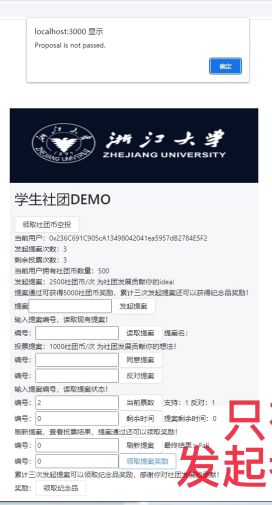 localhost:3000 显示
Proposal is not passed.
确定
浙江大学
ZHEJIANG UNIVERSITY
学生社团DEMO
领取社团币空投
当前用户：0x236C691C905cA13498042041ea5957dB2784E5F2
发起提案次数：3
剩余投票次数：3
当前用户拥有社团币数量：500
发起提案：2500社团币/次 为社团发展贡献你的ideal
提案通过可获得5000社团币奖励，累计三次发起提案还可以获得纪念品奖励！
提案 发起提案
输入提案编号，读取现有提案！
编号： 读取提案 提案名：
投票提案：1000社团币/次 为社团发展贡献你的想法！
编号： 同意提案
编号： 反对提案
输入提案编号，读取提案状态！
编号：2 当前票数 支持：1 反对：1
编号：0 剩余时间 提案剩余时间：0
刷新提案，查看投票结果，提案通过还可以领取奖励！
编号：0 刷新提案 最终结果：Fail
编号：0 领取提案奖励
累计三次发起提案可以领取纪念品奖励，感谢你对社团发展的贡献！
奖励：领取纪念品
只有
发起